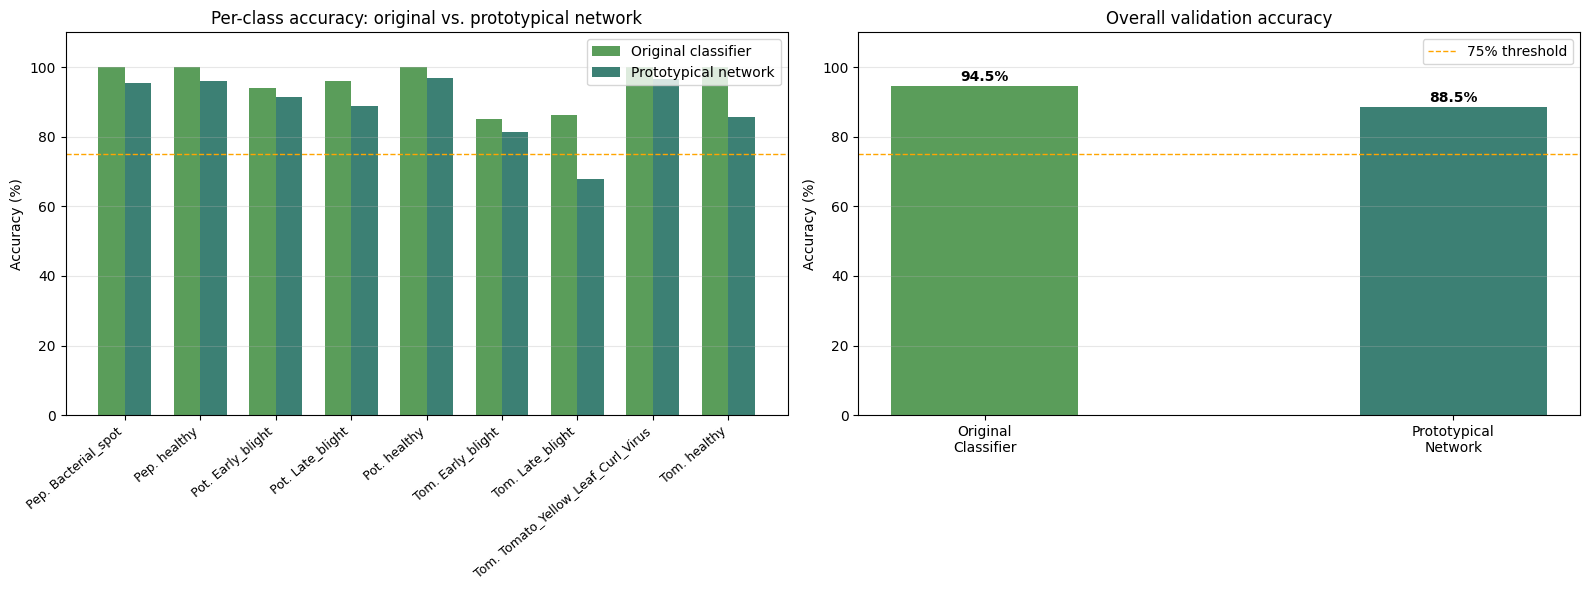 Per-class accuracy: original vs. prototypical network
Original classifier
Prototypical network
Accuracy (%)
100
80
60
40
20
0
Pep. Bacterial_spot
Pep. healthy
Pot. Early_blight
Pot. Late_blight
Pot. healthy
Tom. Early_blight
Tom. Late_blight
Tom. Tomato_Yellow_Leaf_Curl_Virus
Tom. healthy
Overall validation accuracy
75% threshold
94.5%
88.5%
Accuracy (%)
100
80
60
40
20
0
Original
Classifier
Prototypical
Network